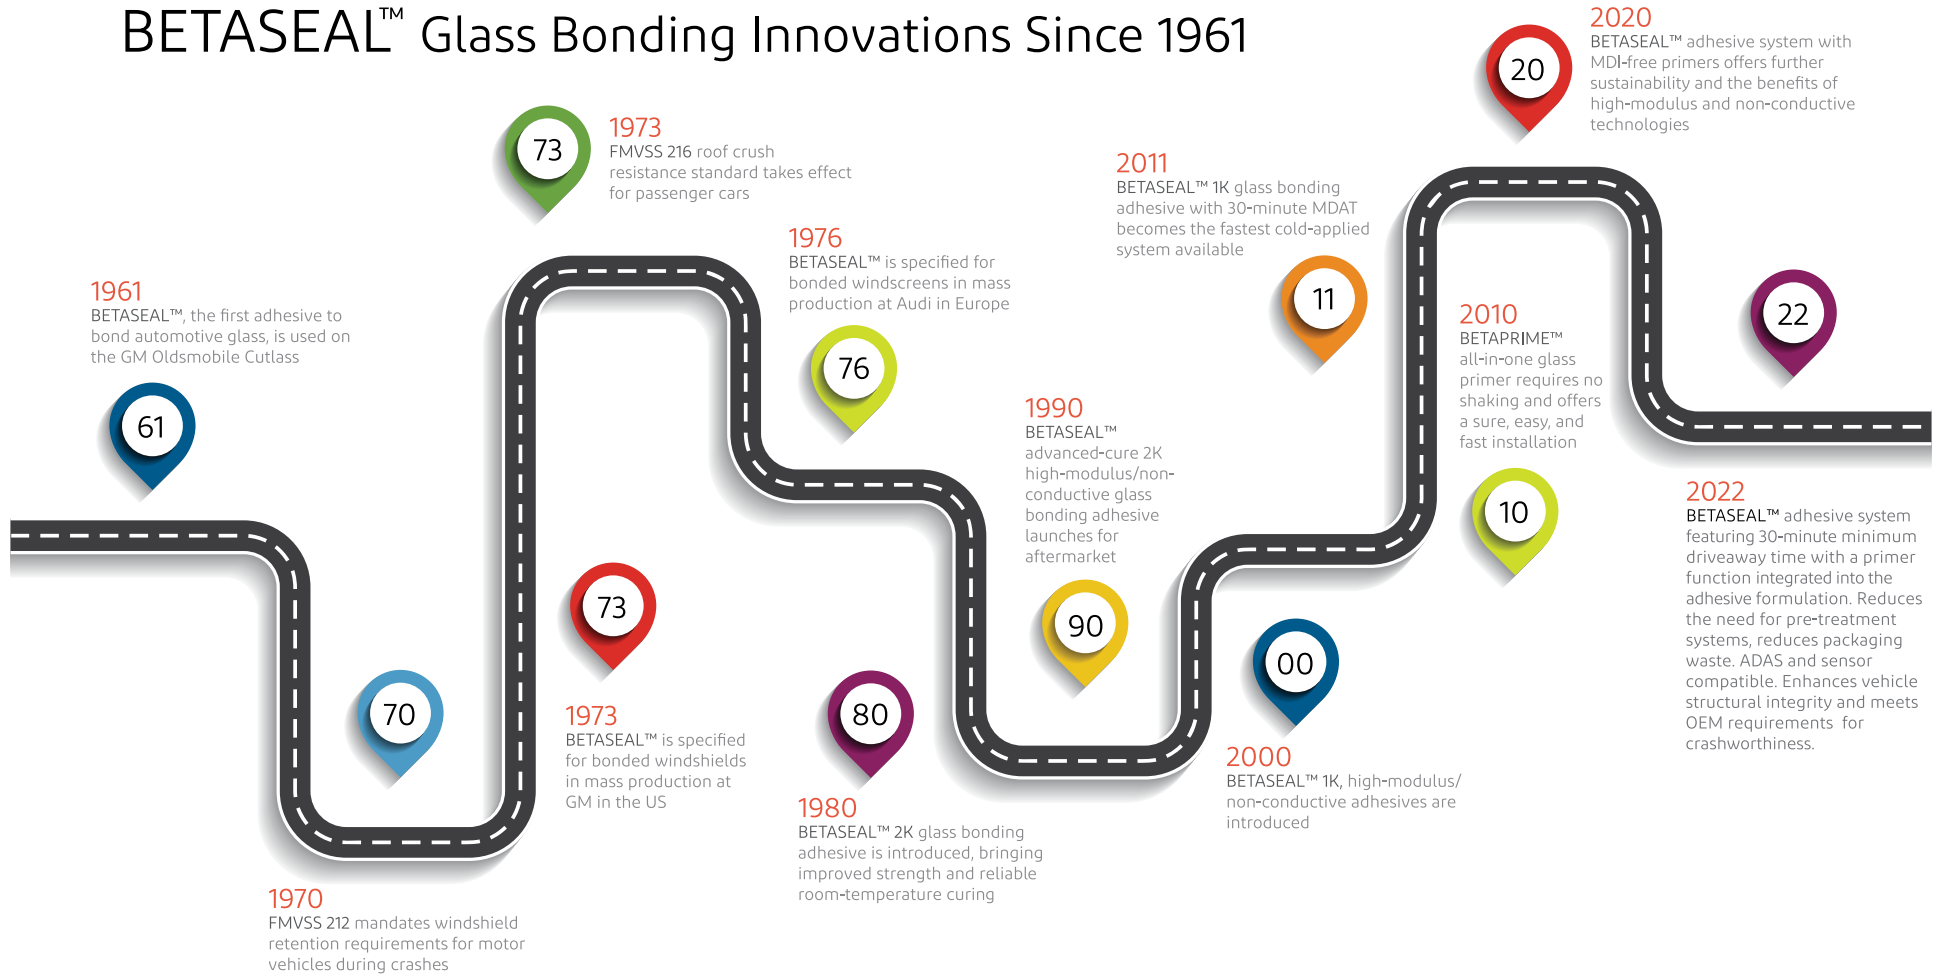 BETASEAL™ Glass Bonding Innovations Since 1961
61
1961
BETASEAL™, the first adhesive to
bond automotive glass, is used on
the GM Oldsmobile Cutlass
70
1970
FMVSS 212 mandates windshield
retention requirements for motor
vehicles during crashes
73
1973
FMVSS 216 roof crush
resistance standard takes effect
for passenger cars
73
1973
BETASEAL™ is specified
for bonded windshields
in mass production at
GM in the US
1976
BETASEAL™ is specified for
bonded windscreens in mass
production at Audi in Europe
76
80
1980
BETASEAL™ 2K glass bonding
adhesive is introduced, bringing
improved strength and reliable
room-temperature curing
1990
BETASEAL™
advanced-cure 2K
high-modulus/non-
conductive glass
bonding adhesive
launches for
aftermarket
90
00
2000
BETASEAL™ 1K, high-modulus/
non-conductive adhesives are
introduced
2011
BETASEAL™ 1K glass bonding
adhesive with 30-minute MDAT
becomes the fastest cold-applied
system available
11
2010
BETAPRIME™
all-in-one glass
primer requires no
shaking and offers
a sure, easy, and
fast installation
10
20
2020
BETASEAL™ adhesive system with
MDI-free primers offers further
sustainability and the benefits of
high-modulus and non-conductive
technologies
22
2022
BETASEAL™ adhesive system
featuring 30-minute minimum
driveaway time with a primer
function integrated into the
adhesive formulation. Reduces
the need for pre-treatment
systems, reduces packaging
waste. ADAS and sensor
compatible. Enhances vehicle
structural integrity and meets
OEM requirements for
crashworthiness.